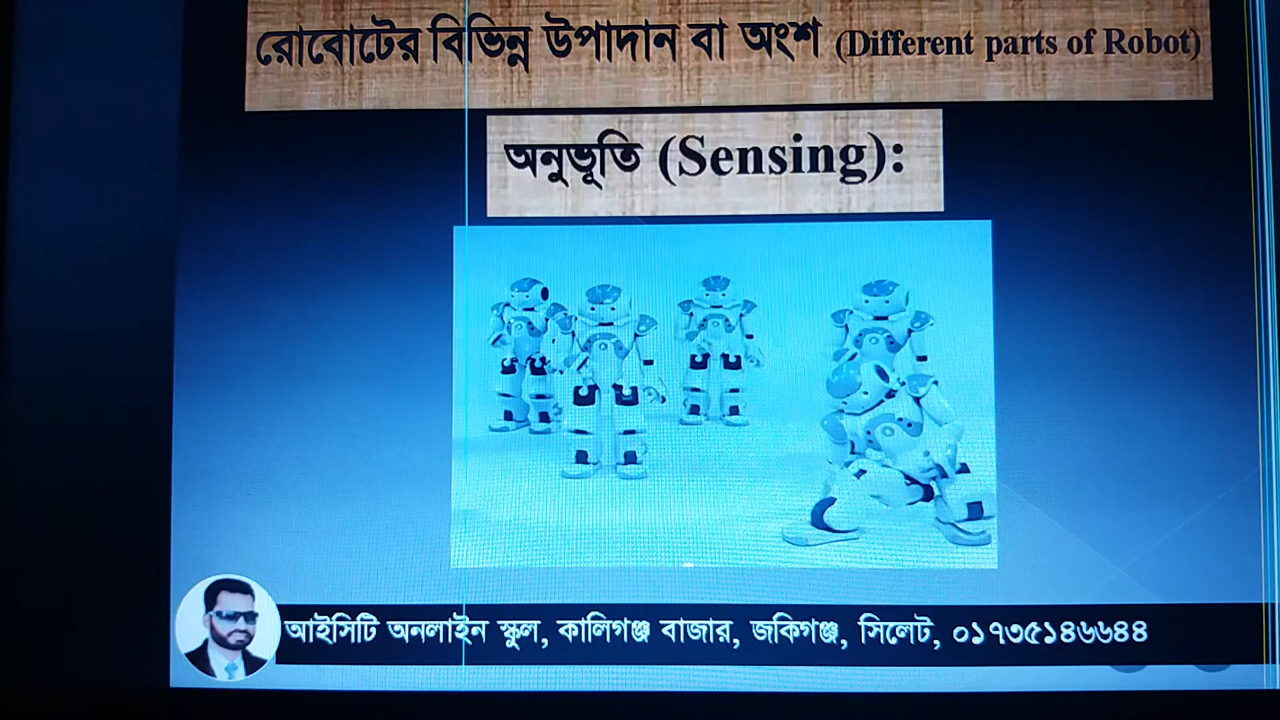 রোবোটের বিভিন্ন উপাদান বা অংশ (Different parts of Robot)
অনুভূতি (Sensing):
আইসিটি অনলাইন স্কুল, কালিগঞ্জ বাজার, জকিগঞ্জ, সিলেট, ০১৭৩৫১৪৬৬৪৪